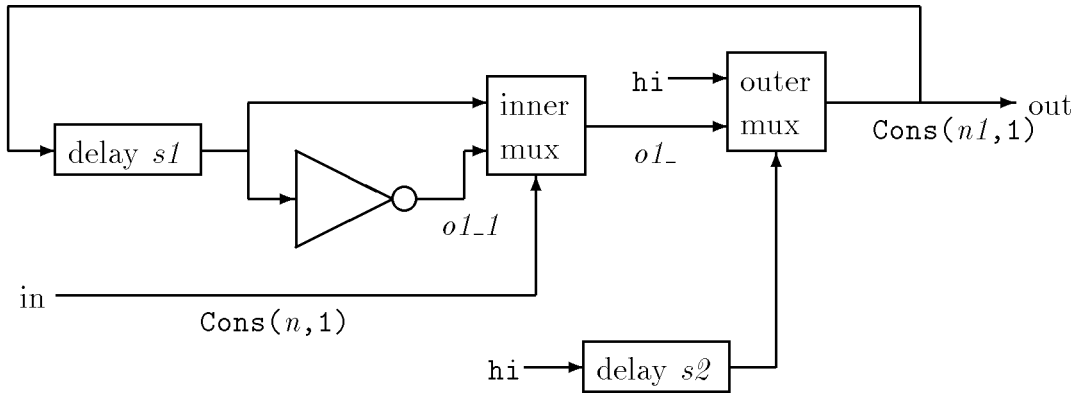 hi
outer
mux
inner
mux
out
Cons(n1,1)
delay s1
o1_
o1_1
in
Cons(n,1)
hi
delay s2